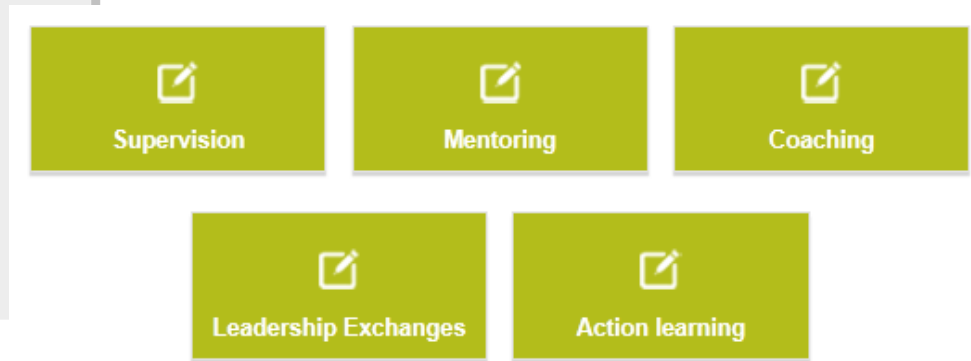 Supervision
Mentoring
Coaching
Leadership Exchanges
Action learning